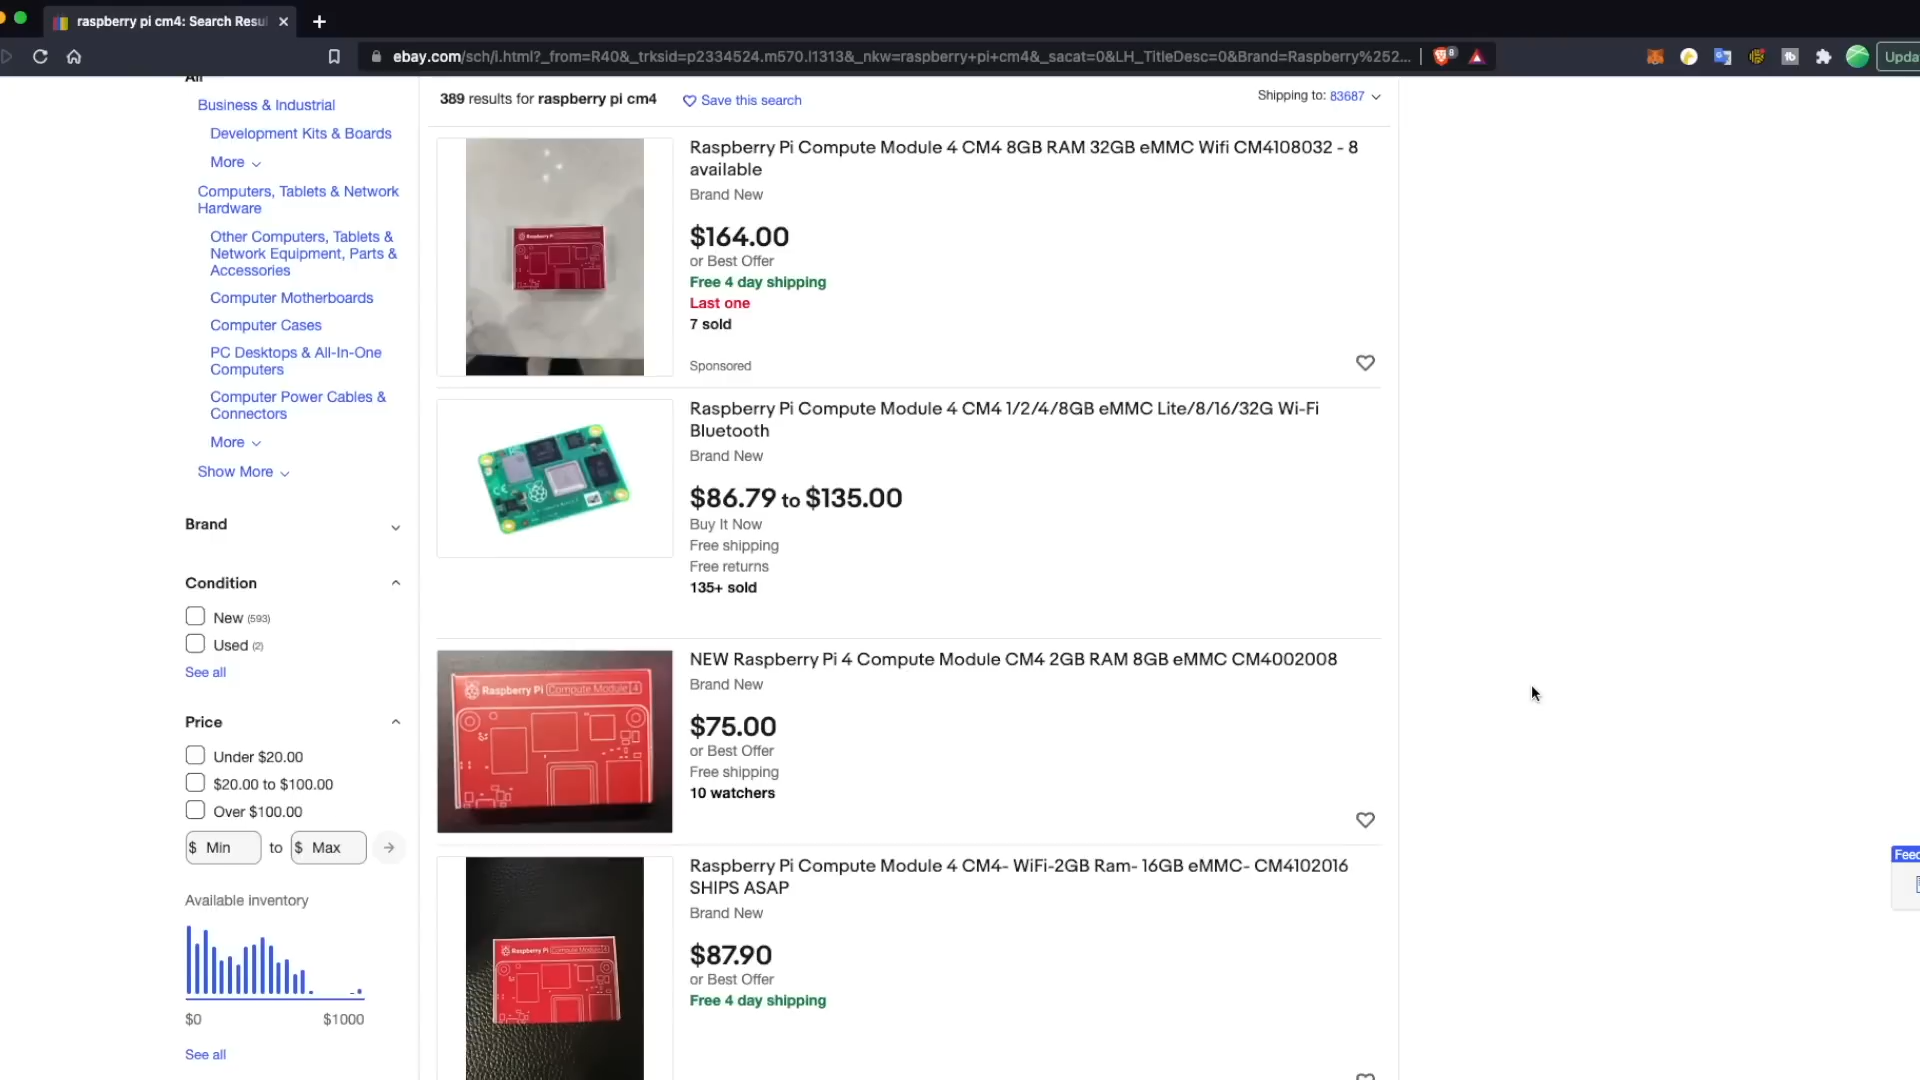 raspberry pi cm4: Search Resu
ebay.com/sch/i.html?_from=R40&_trksid=p2334524.m570.l1313&_nkw=raspberry+pi+cm4&_sacat=0&LH_TitleDesc=0&Brand=Raspberry%252...
8
Upda
All
Business & Industrial
Development Kits & Boards
More
Computers, Tablets & Network
Hardware
Other Computers, Tablets &
Network Equipment, Parts &
Accessories
Computer Motherboards
Computer Cases
PC Desktops & All-In-One
Computers
Computer Power Cables &
Connectors
More
Show More
Brand
Condition
New (593)
Used (2)
See all
Price
Under $20.00
$20.00 to $100.00
Over $100.00
$ Min to $ Max
Available inventory
$0 $1000
See all
389 results for raspberry pi cm4 Save this search
Shipping to: 83687
Raspberry Pi Compute Module 4 CM4 8GB RAM 32GB eMMC Wifi CM4108032 - 8
available
Brand New
$164.00
or Best Offer
Free 4 day shipping
Last one
7 sold
Sponsored
Raspberry Pi Compute Module 4 CM4 1/2/4/8GB eMMC Lite/8/16/32G Wi-Fi
Bluetooth
Brand New
$86.79 to $135.00
Buy It Now
Free shipping
Free returns
135+ sold
Raspberry Pi Compute Module 4
NEW Raspberry Pi 4 Compute Module CM4 2GB RAM 8GB eMMC CM4002008
Brand New
$75.00
or Best Offer
Free shipping
10 watchers
Raspberry Pi Compute Module 4
Raspberry Pi Compute Module 4 CM4- WiFi-2GB Ram- 16GB eMMC- CM4102016
SHIPS ASAP
Brand New
$87.90
or Best Offer
Free 4 day shipping
Feed